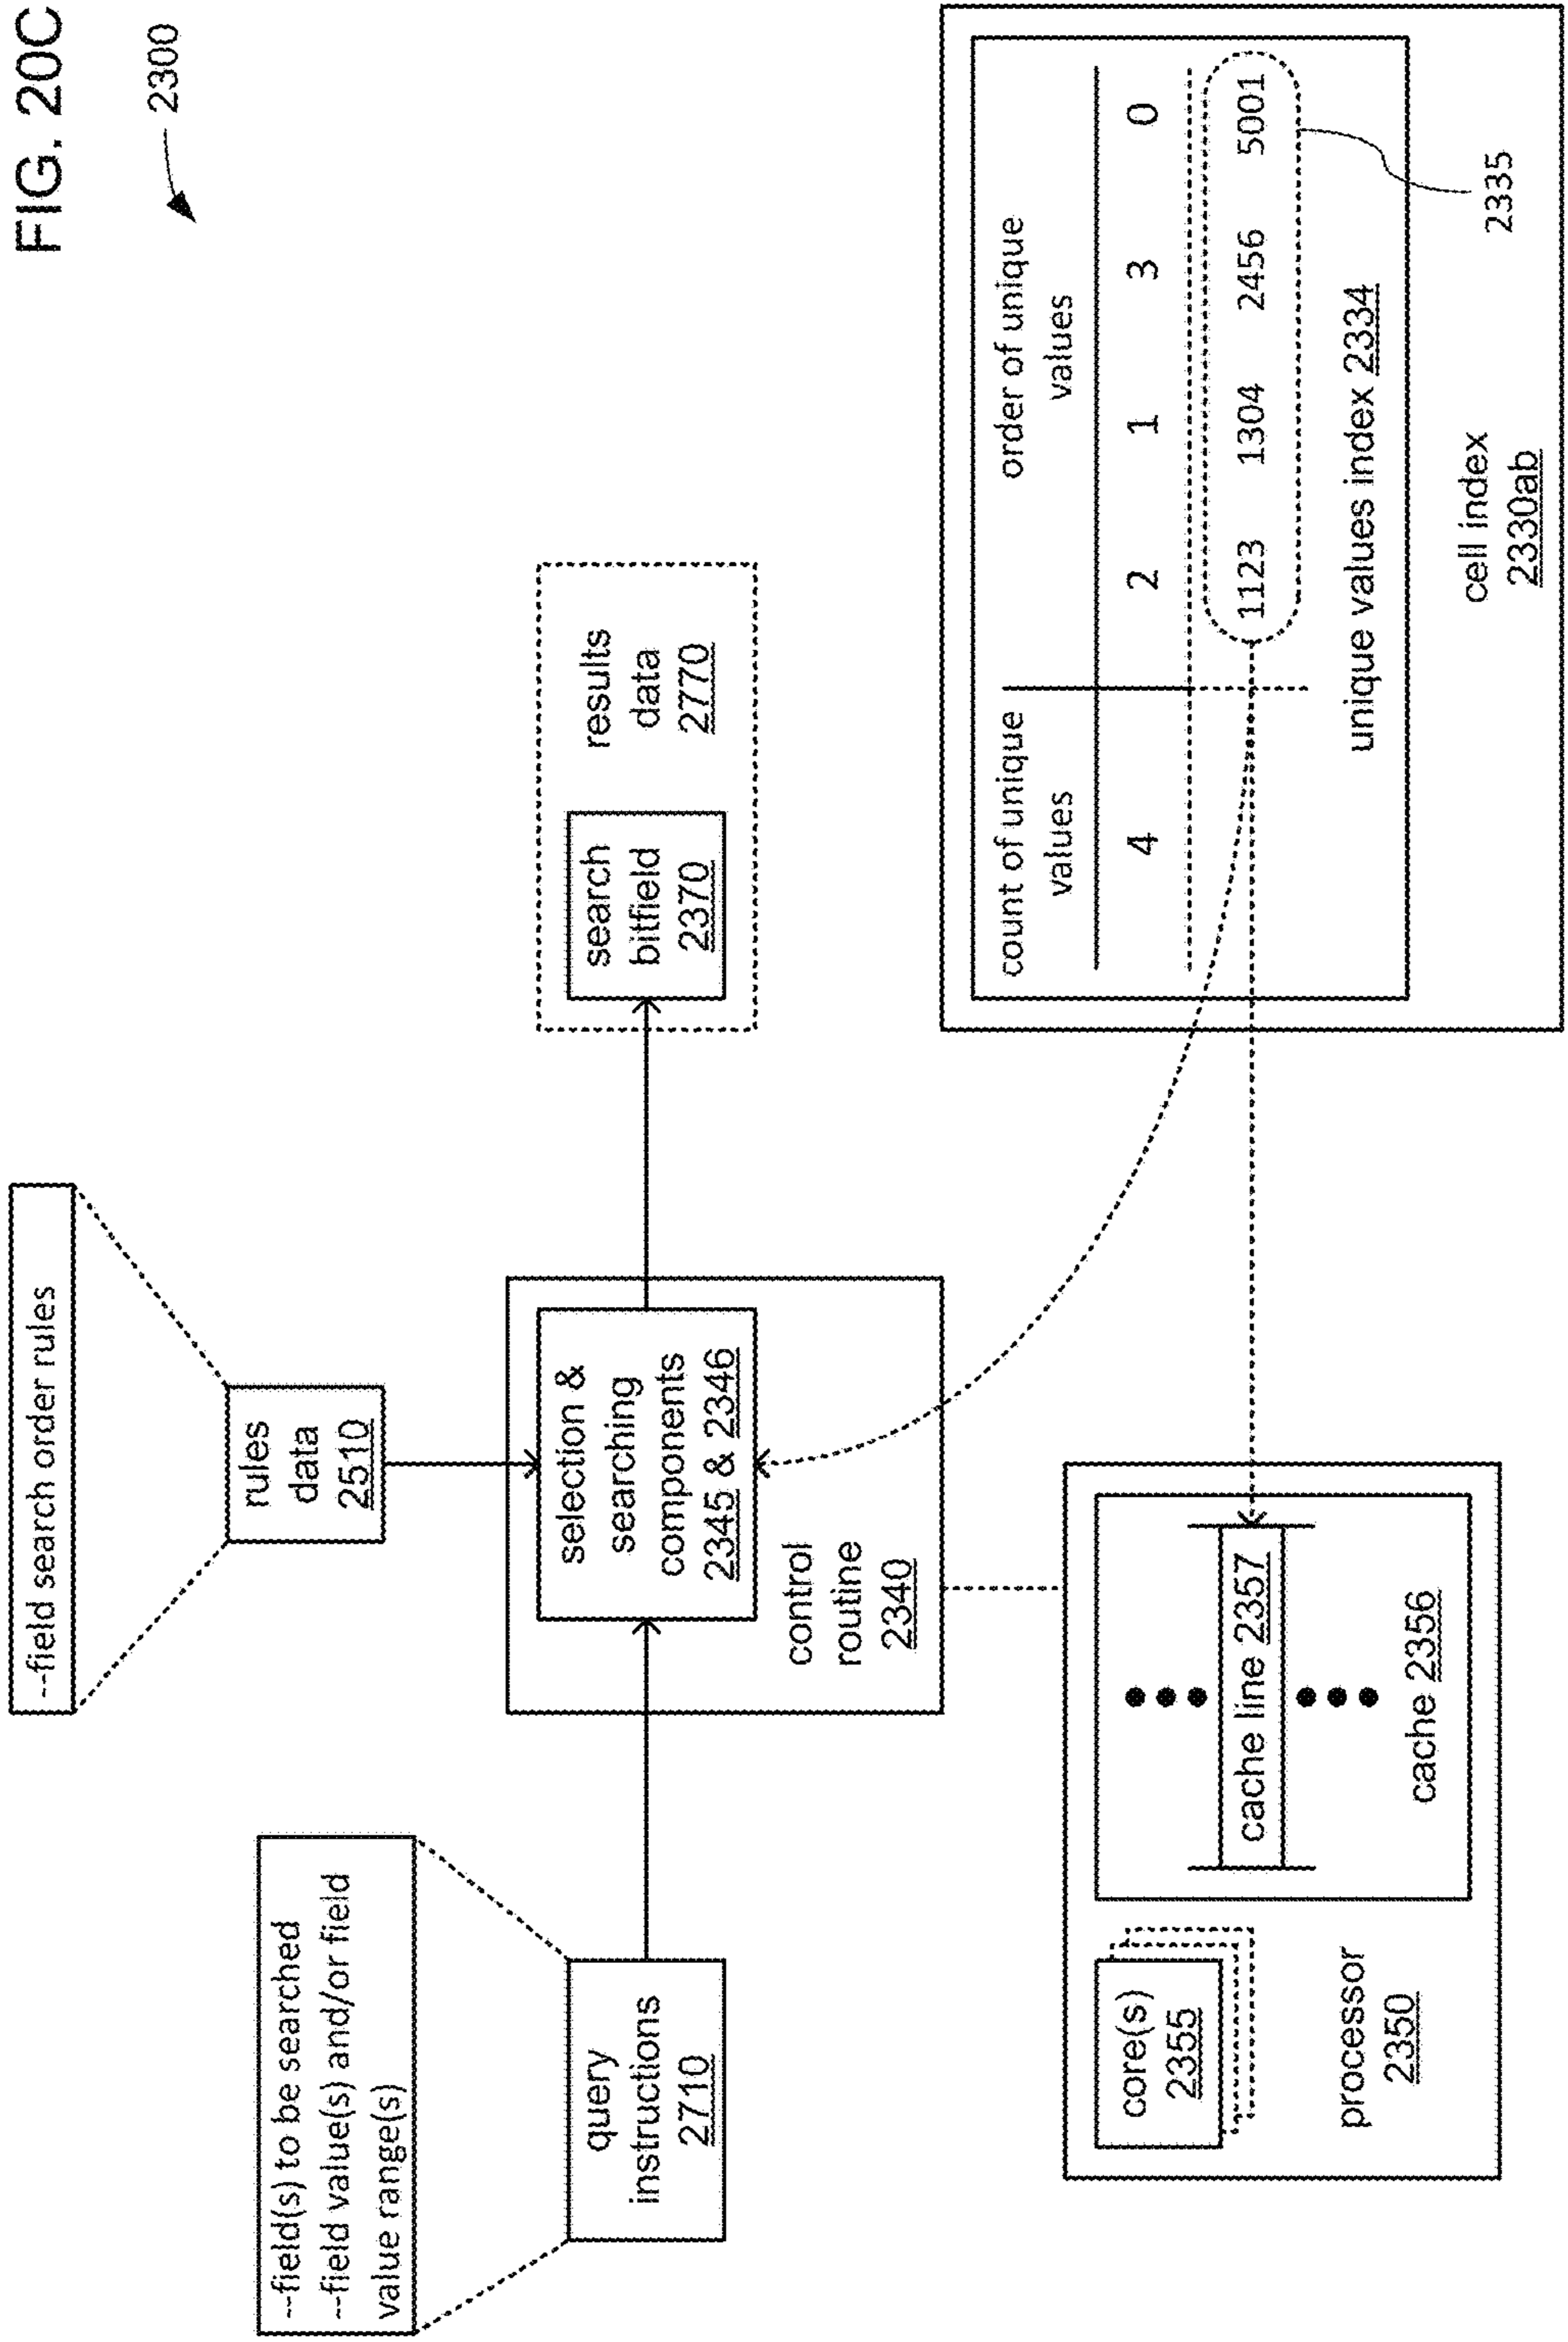 FIG. 20C
2300
--field search order rules
rules
data
2510
--field(s) to be searched
--field value(s) and/or field
value range(s)
query
instructions
2710
selection &
searching
components
2345 & 2346
control
routine
2340
search
bitfield
2370
results
data
2770
core(s)
2355
processor
2350
cache line 2357
cache 2356
count of unique
values
order of unique
values
4 2 1 3 0
1123 1304 2456 5001
unique values index 2334
cell index
2330ab
2335